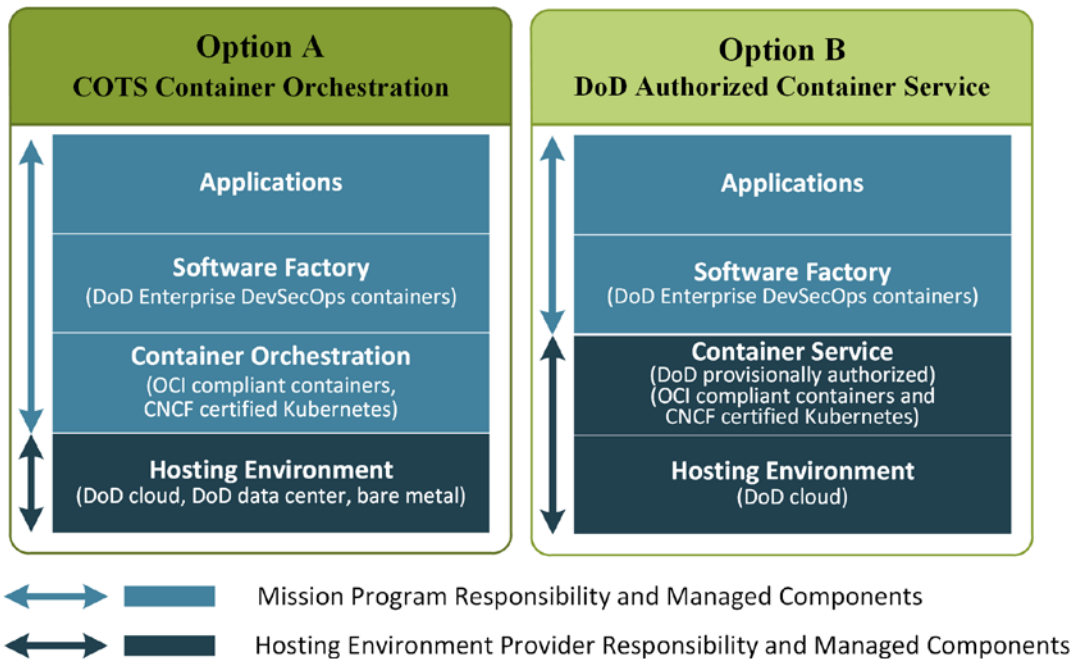 Option A
COTS Container Orchestration
Applications
Software Factory
(DoD Enterprise DevSecOps containers)
Container Orchestration
(OCI compliant containers,
CNCF certified Kubernetes)
Hosting Environment
(DoD cloud, DoD data center, bare metal)
Option B
DoD Authorized Container Service
Applications
Software Factory
(DoD Enterprise DevSecOps containers)
Container Service
(DoD provisionally authorized)
(OCI compliant containers and
CNCF certified Kubernetes)
Hosting Environment
(DoD cloud)
Mission Program Responsibility and Managed Components
Hosting Environment Provider Responsibility and Managed Components